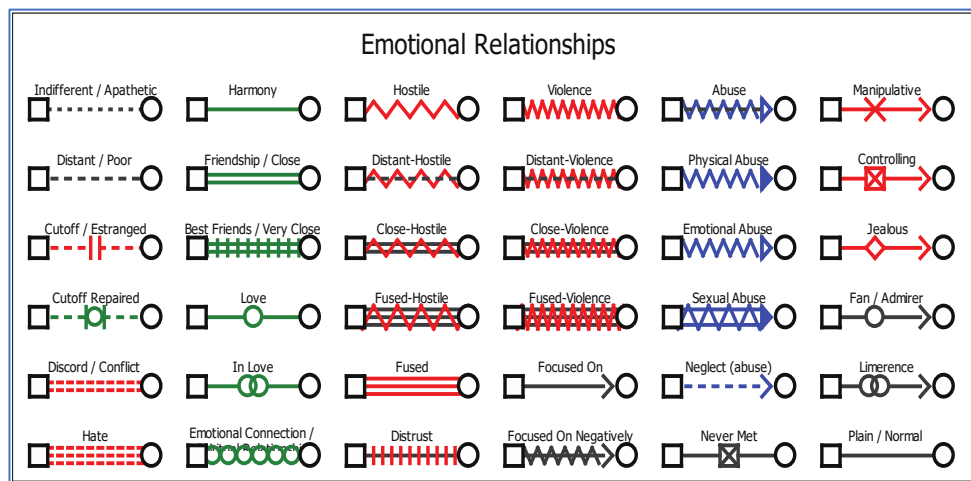 Emotional Relationships
Indifferent / Apathetic
Harmony
Hostile
Violence
Abuse
Manipulative
Distant / Poor
Friendship / Close
Distant-Hostile
Distant-Violence
Physical Abuse
Controlling
Cutoff / Estranged
Best Friends / Very Close
Close-Hostile
Close-Violence
Emotional Abuse
Jealous
Cutoff Repaired
Love
Fused-Hostile
Fused-Violence
Sexual Abuse
Fan / Admirer
Discord / Conflict
In Love
Fused
Focused On
Neglect (abuse)
Limerence
Hate
Emotional Connection /
Distrust
Focused On Negatively
Never Met
Plain / Normal